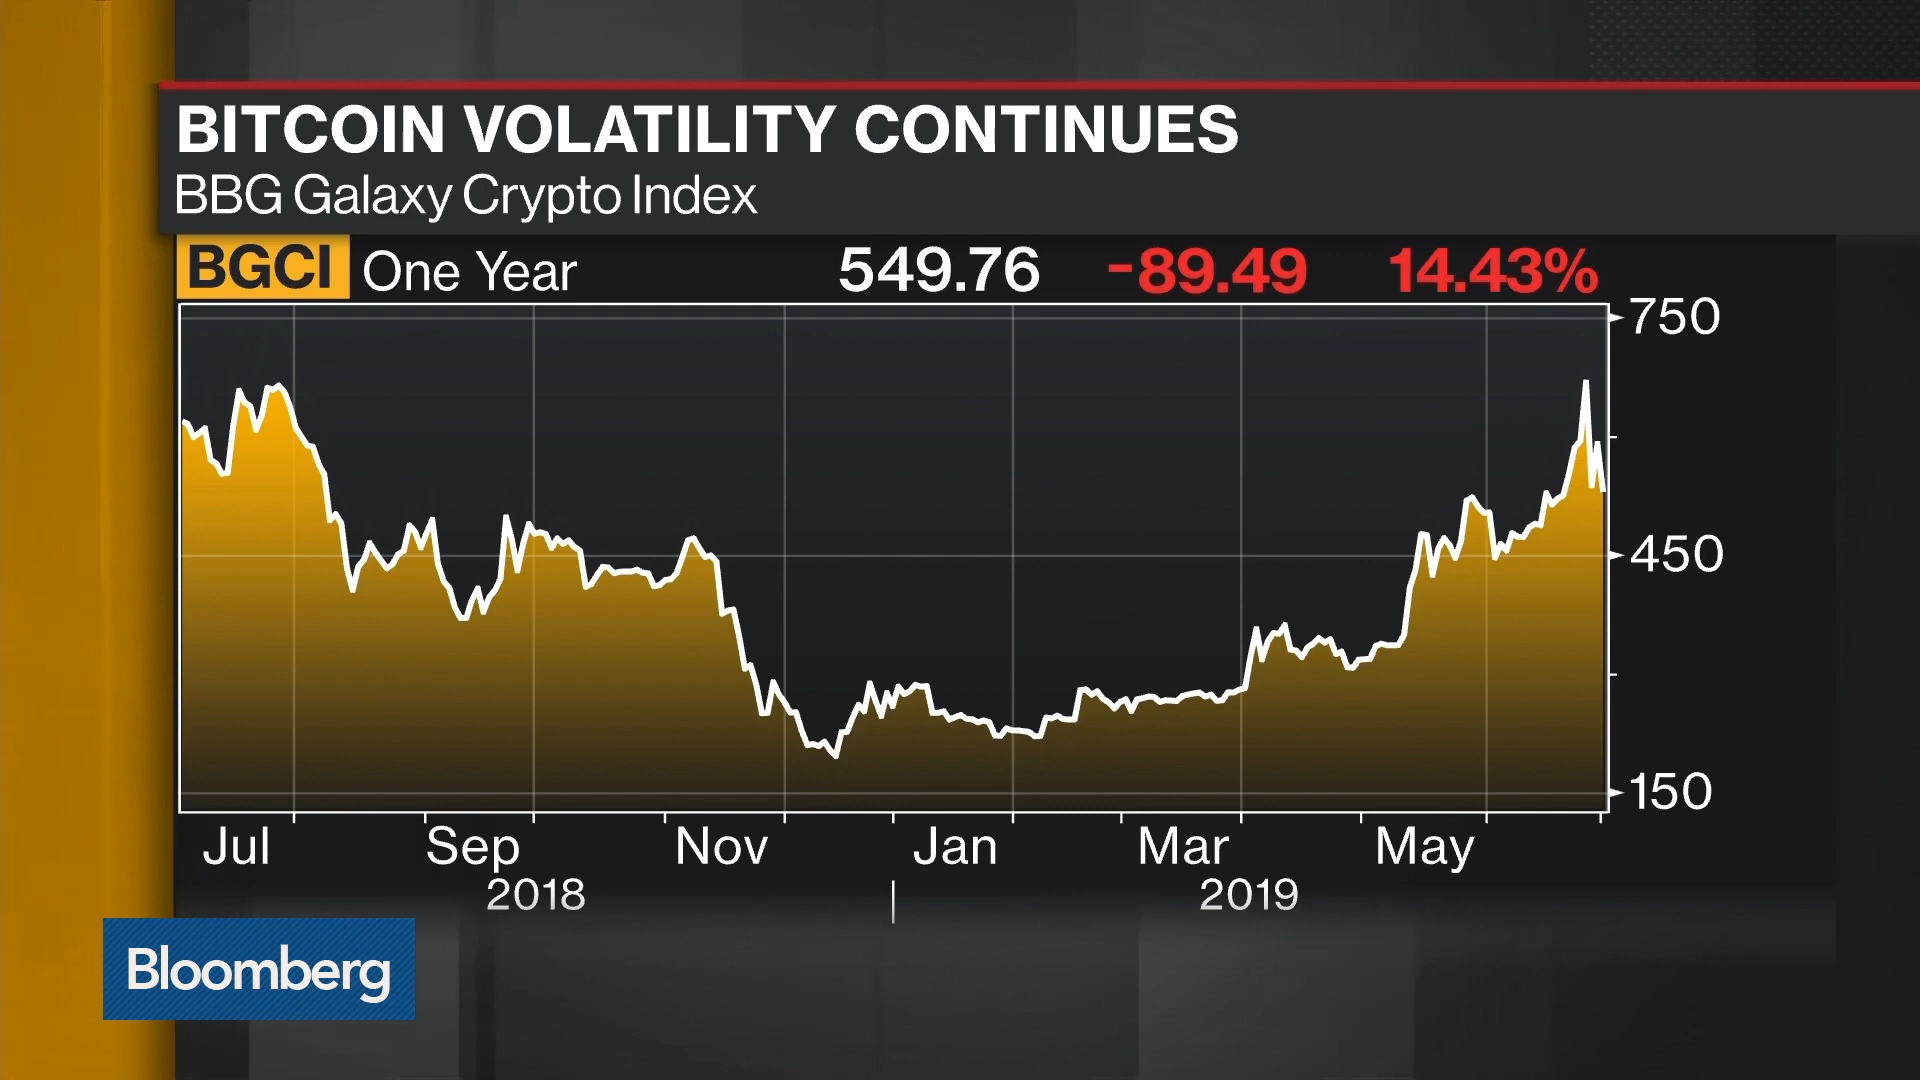 BITCOIN VOLATILITY CONTINUES
BBG Galaxy Crypto Index
BGCI One Year 549.76 -89.49 14.43%
750
450
150
Jul Sep Nov Jan Mar May
2018 2019
Bloomberg